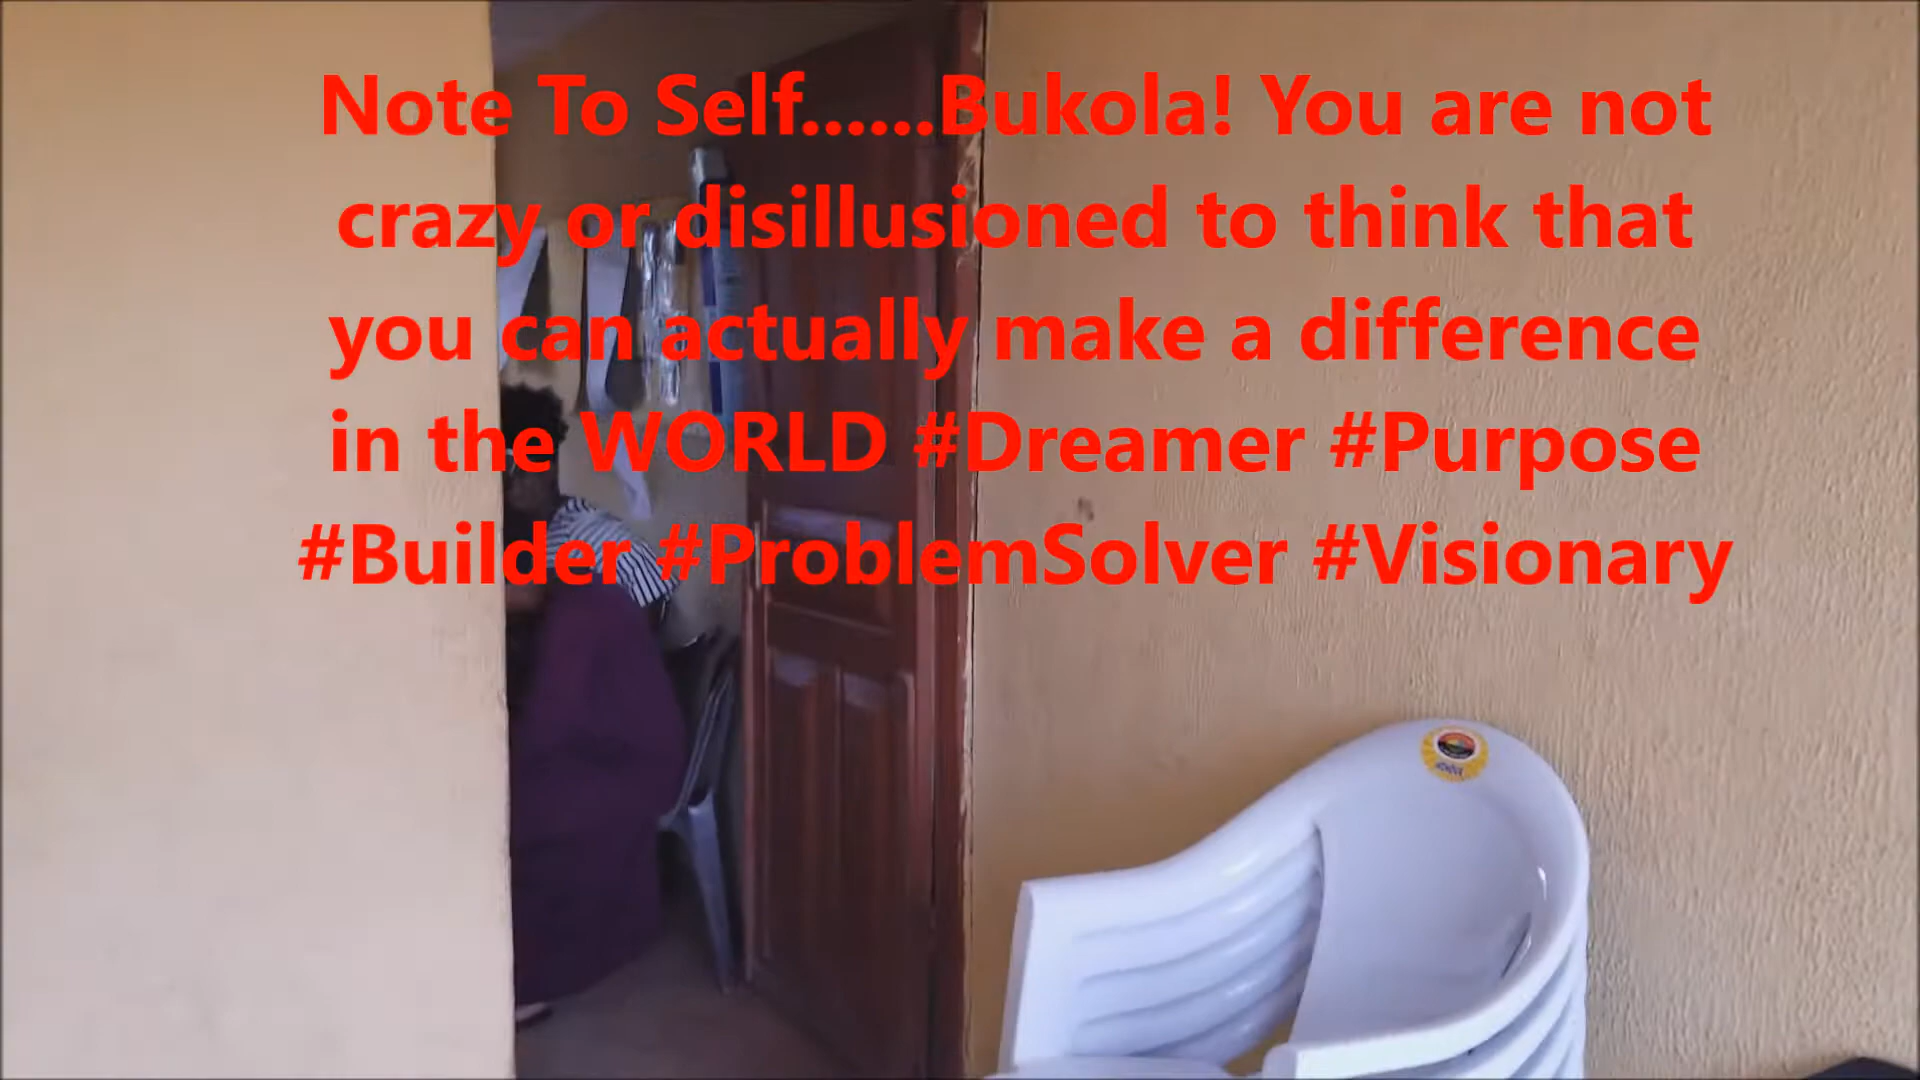 Note To Self......Bukola! You are not
crazy or disillusioned to think that
you can actually make a difference
in the WORLD #Dreamer #Purpose
#Builder #ProblemSolver #Visionary